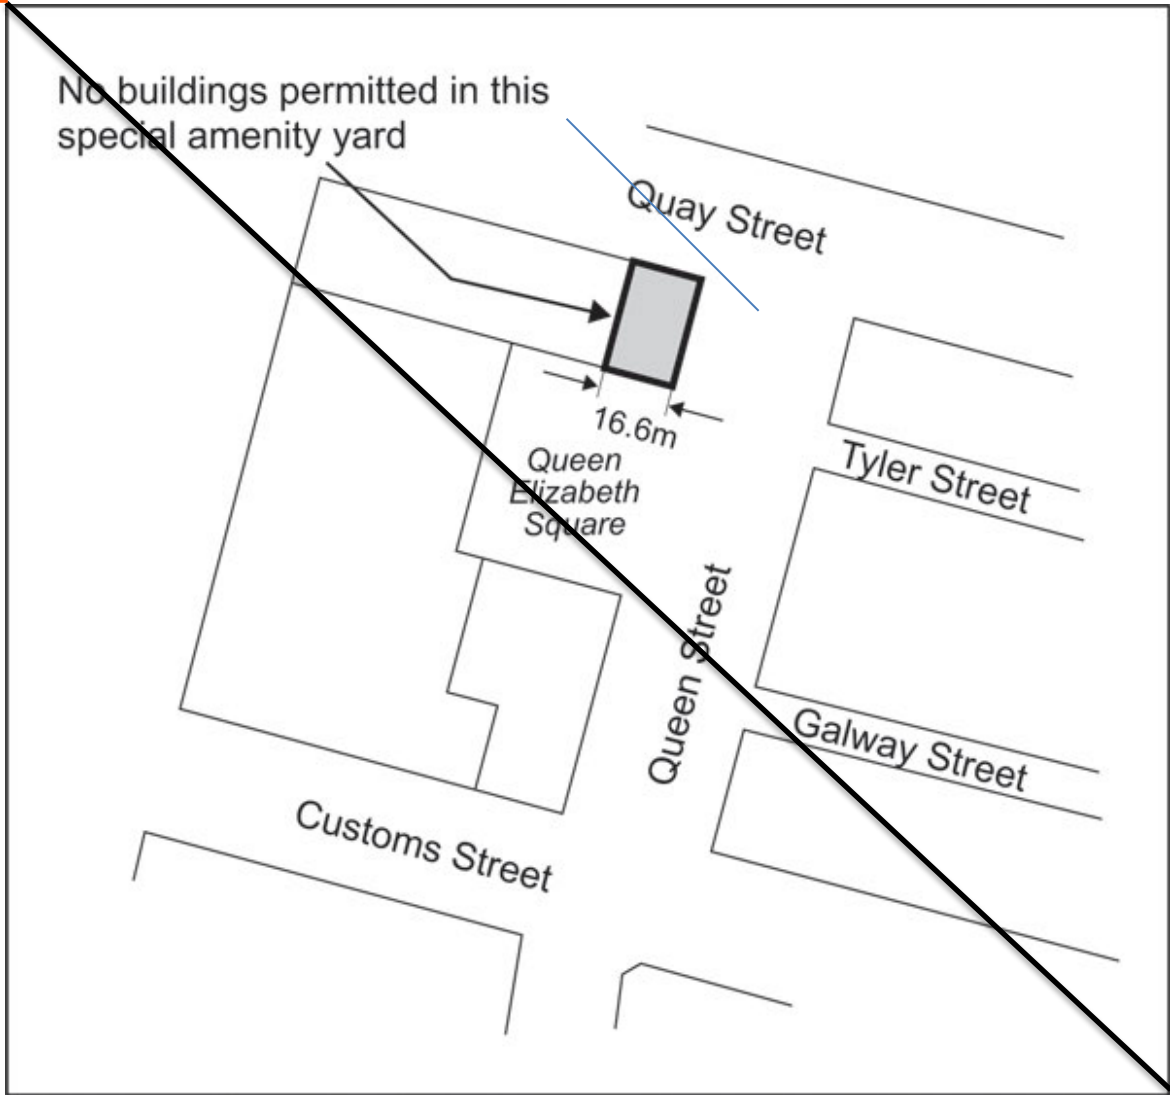 No buildings permitted in this
special amenity yard
Quay Street
16.6m
Queen
Elizabeth
Square
Tyler Street
Queen Street
Galway Street
Customs Street